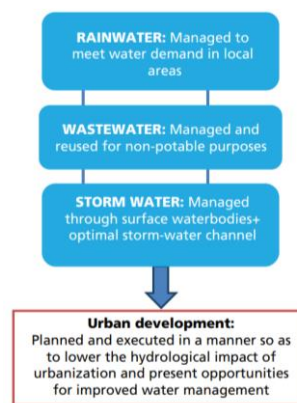 RAINWATER: Managed to
meet water demand in local
areas
WASTEWATER: Managed and
reused for non-potable purposes
STORM WATER: Managed
through surface waterbodies+
optimal storm-water channel
Urban development:
Planned and executed in a manner so as
to lower the hydrological impact of
urbanization and present opportunities
for improved water management